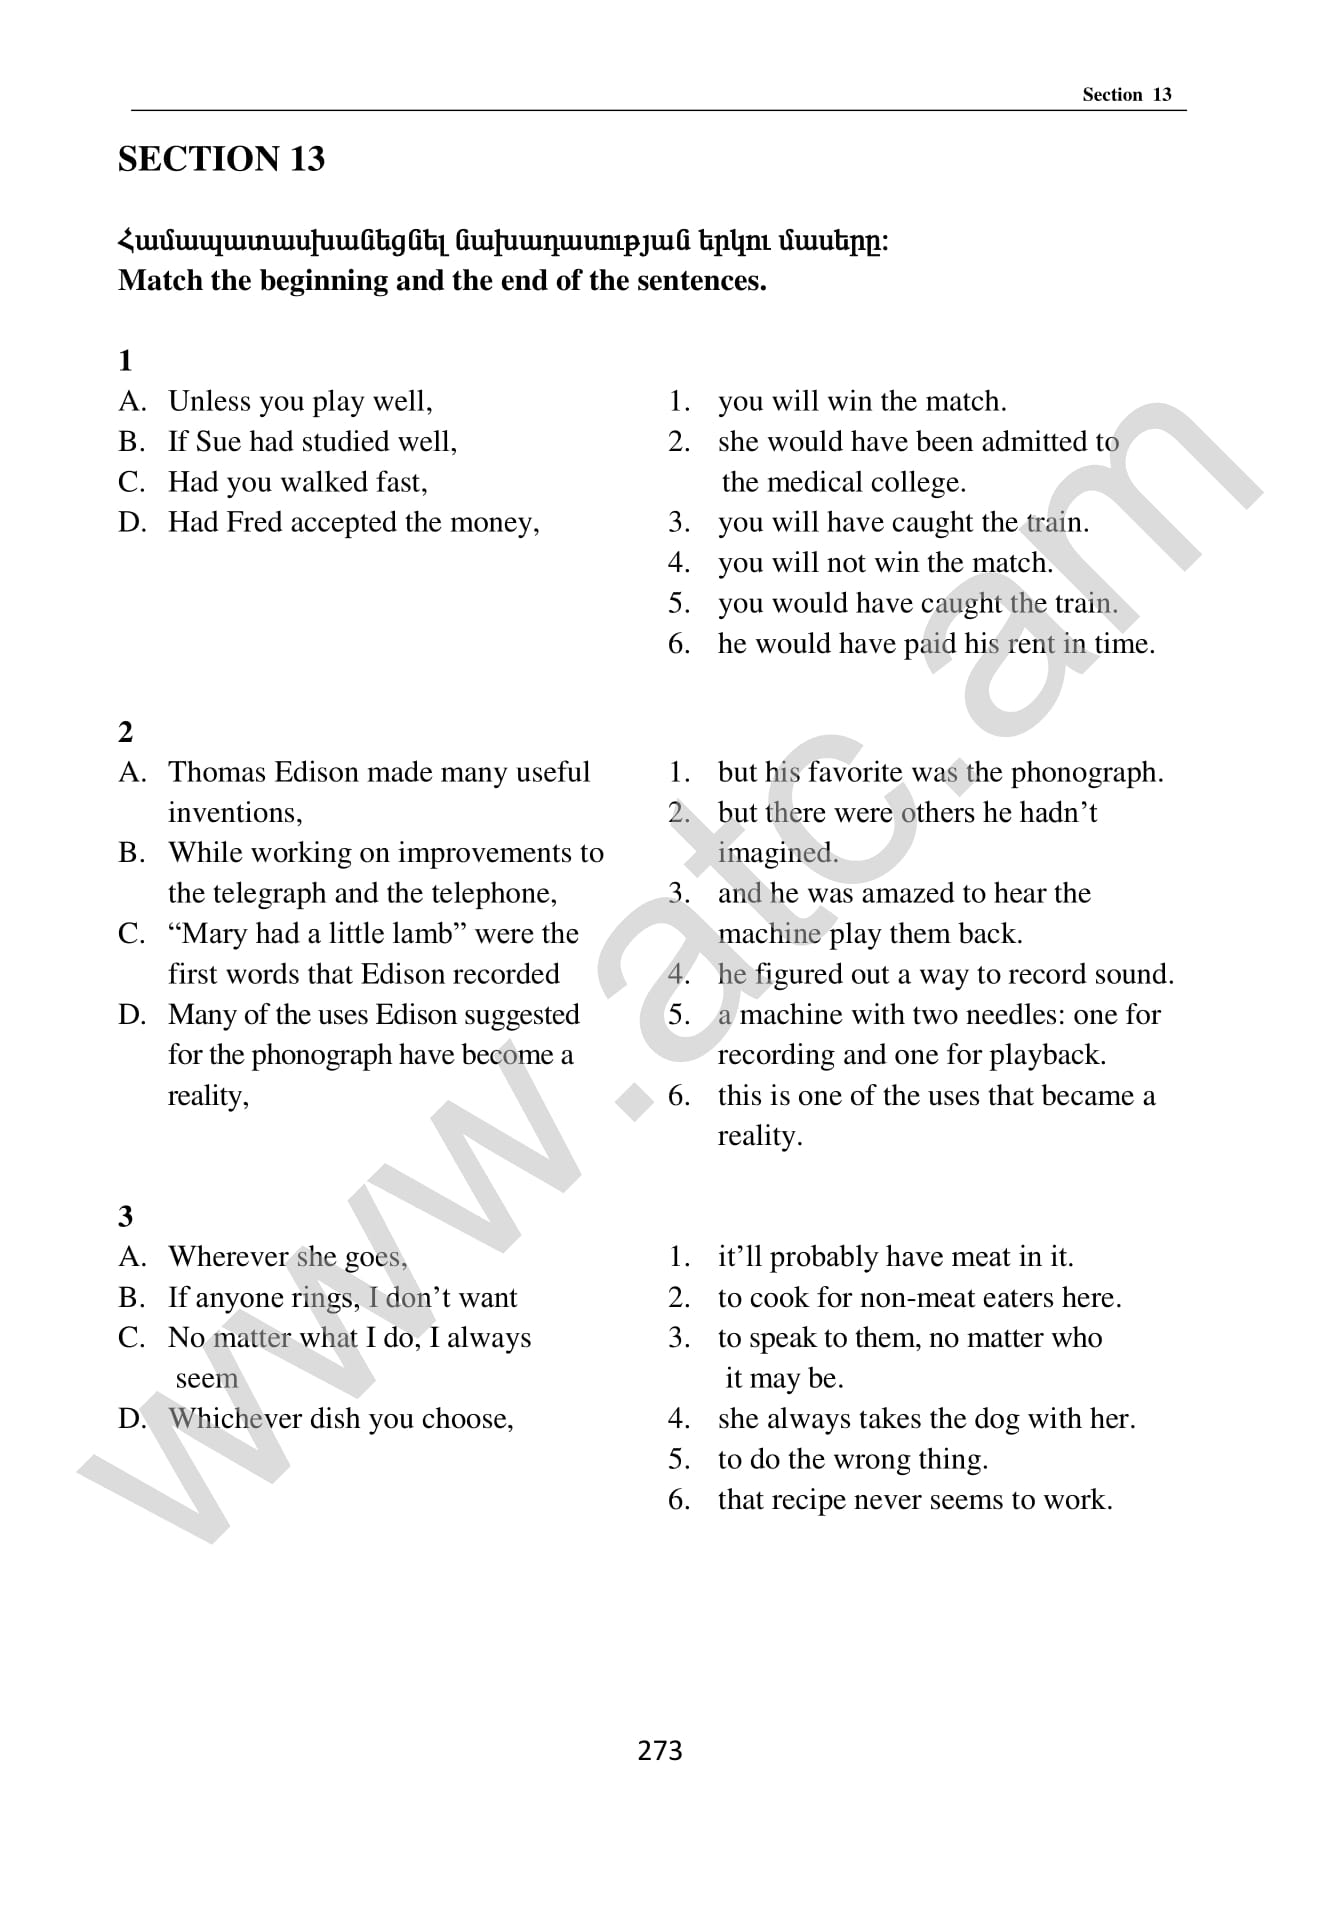 Section 13
SECTION 13
Համապատասխանեցնել նախադասության երկու մասերը:
Match the beginning and the end of the sentences.
1
A. Unless you play well,
B. If Sue had studied well,
C. Had you walked fast,
D. Had Fred accepted the money,
1. you will win the match.
2. she would have been admitted to
the medical college.
3. you will have caught the train.
4. you will not win the match.
5. you would have caught the train.
6. he would have paid his rent in time.
2
A. Thomas Edison made many useful
inventions,
B. While working on improvements to
the telegraph and the telephone,
C. “Mary had a little lamb” were the
first words that Edison recorded
D. Many of the uses Edison suggested
for the phonograph have become a
reality,
1. but his favorite was the phonograph.
2. but there were others he hadn’t
imagined.
3. and he was amazed to hear the
machine play them back.
4. he figured out a way to record sound.
5. a machine with two needles: one for
recording and one for playback.
6. this is one of the uses that became a
reality.
3
A. Wherever she goes,
B. If anyone rings, I don’t want
C. No matter what I do, I always
seem
D. Whichever dish you choose,
1. it’ll probably have meat in it.
2. to cook for non-meat eaters here.
3. to speak to them, no matter who
it may be.
4. she always takes the dog with her.
5. to do the wrong thing.
6. that recipe never seems to work.
273
www.atc.am